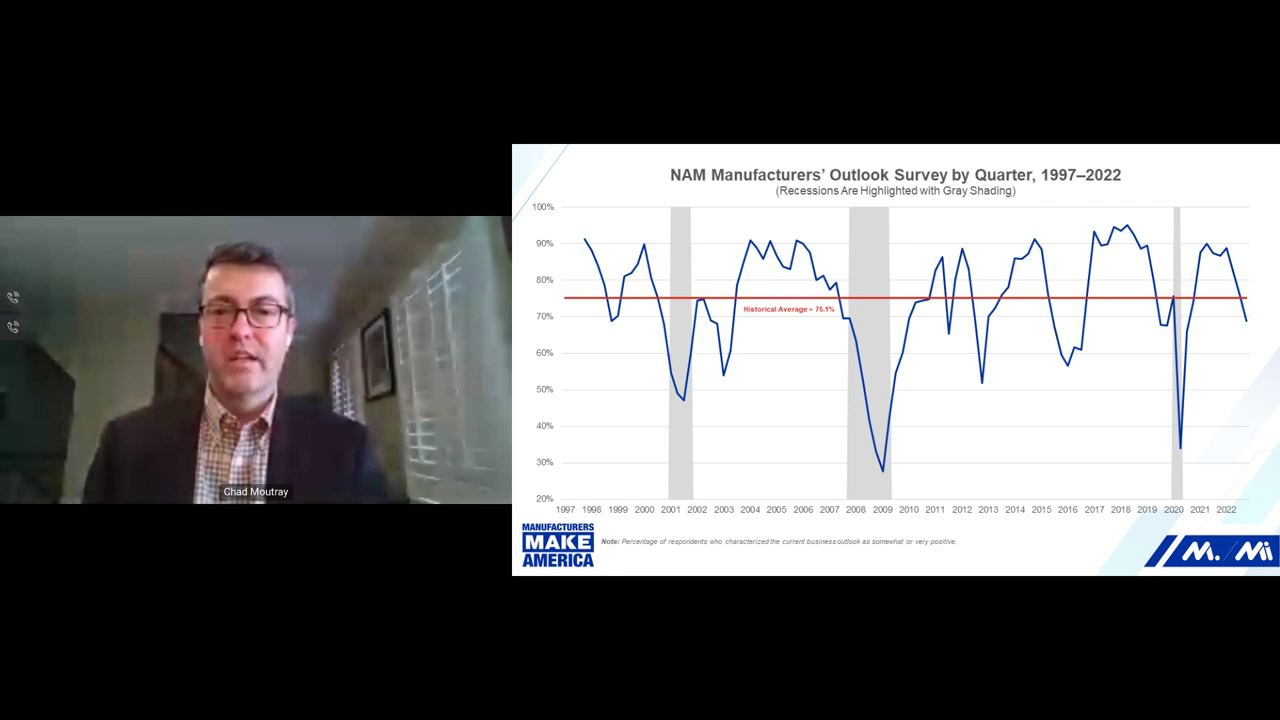 Chad Moutray
NAM Manufacturers' Outlook Survey by Quarter, 1997–2022
(Recessions Are Highlighted with Gray Shading)
100%
90%
80%
70%
60%
50%
40%
30%
20%
Historical Average = 75.1%
1997 1998 1999 2000 2001 2002 2003 2004 2005 2006 2007 2008 2009 2010 2011 2012 2013 2014 2015 2016 2017 2018 2019 2020 2021 2022
MANUFACTURERS
MAKE
AMERICA
Note: Percentage of respondents who characterized the current business outlook as somewhat or very positive.
M. / Mi